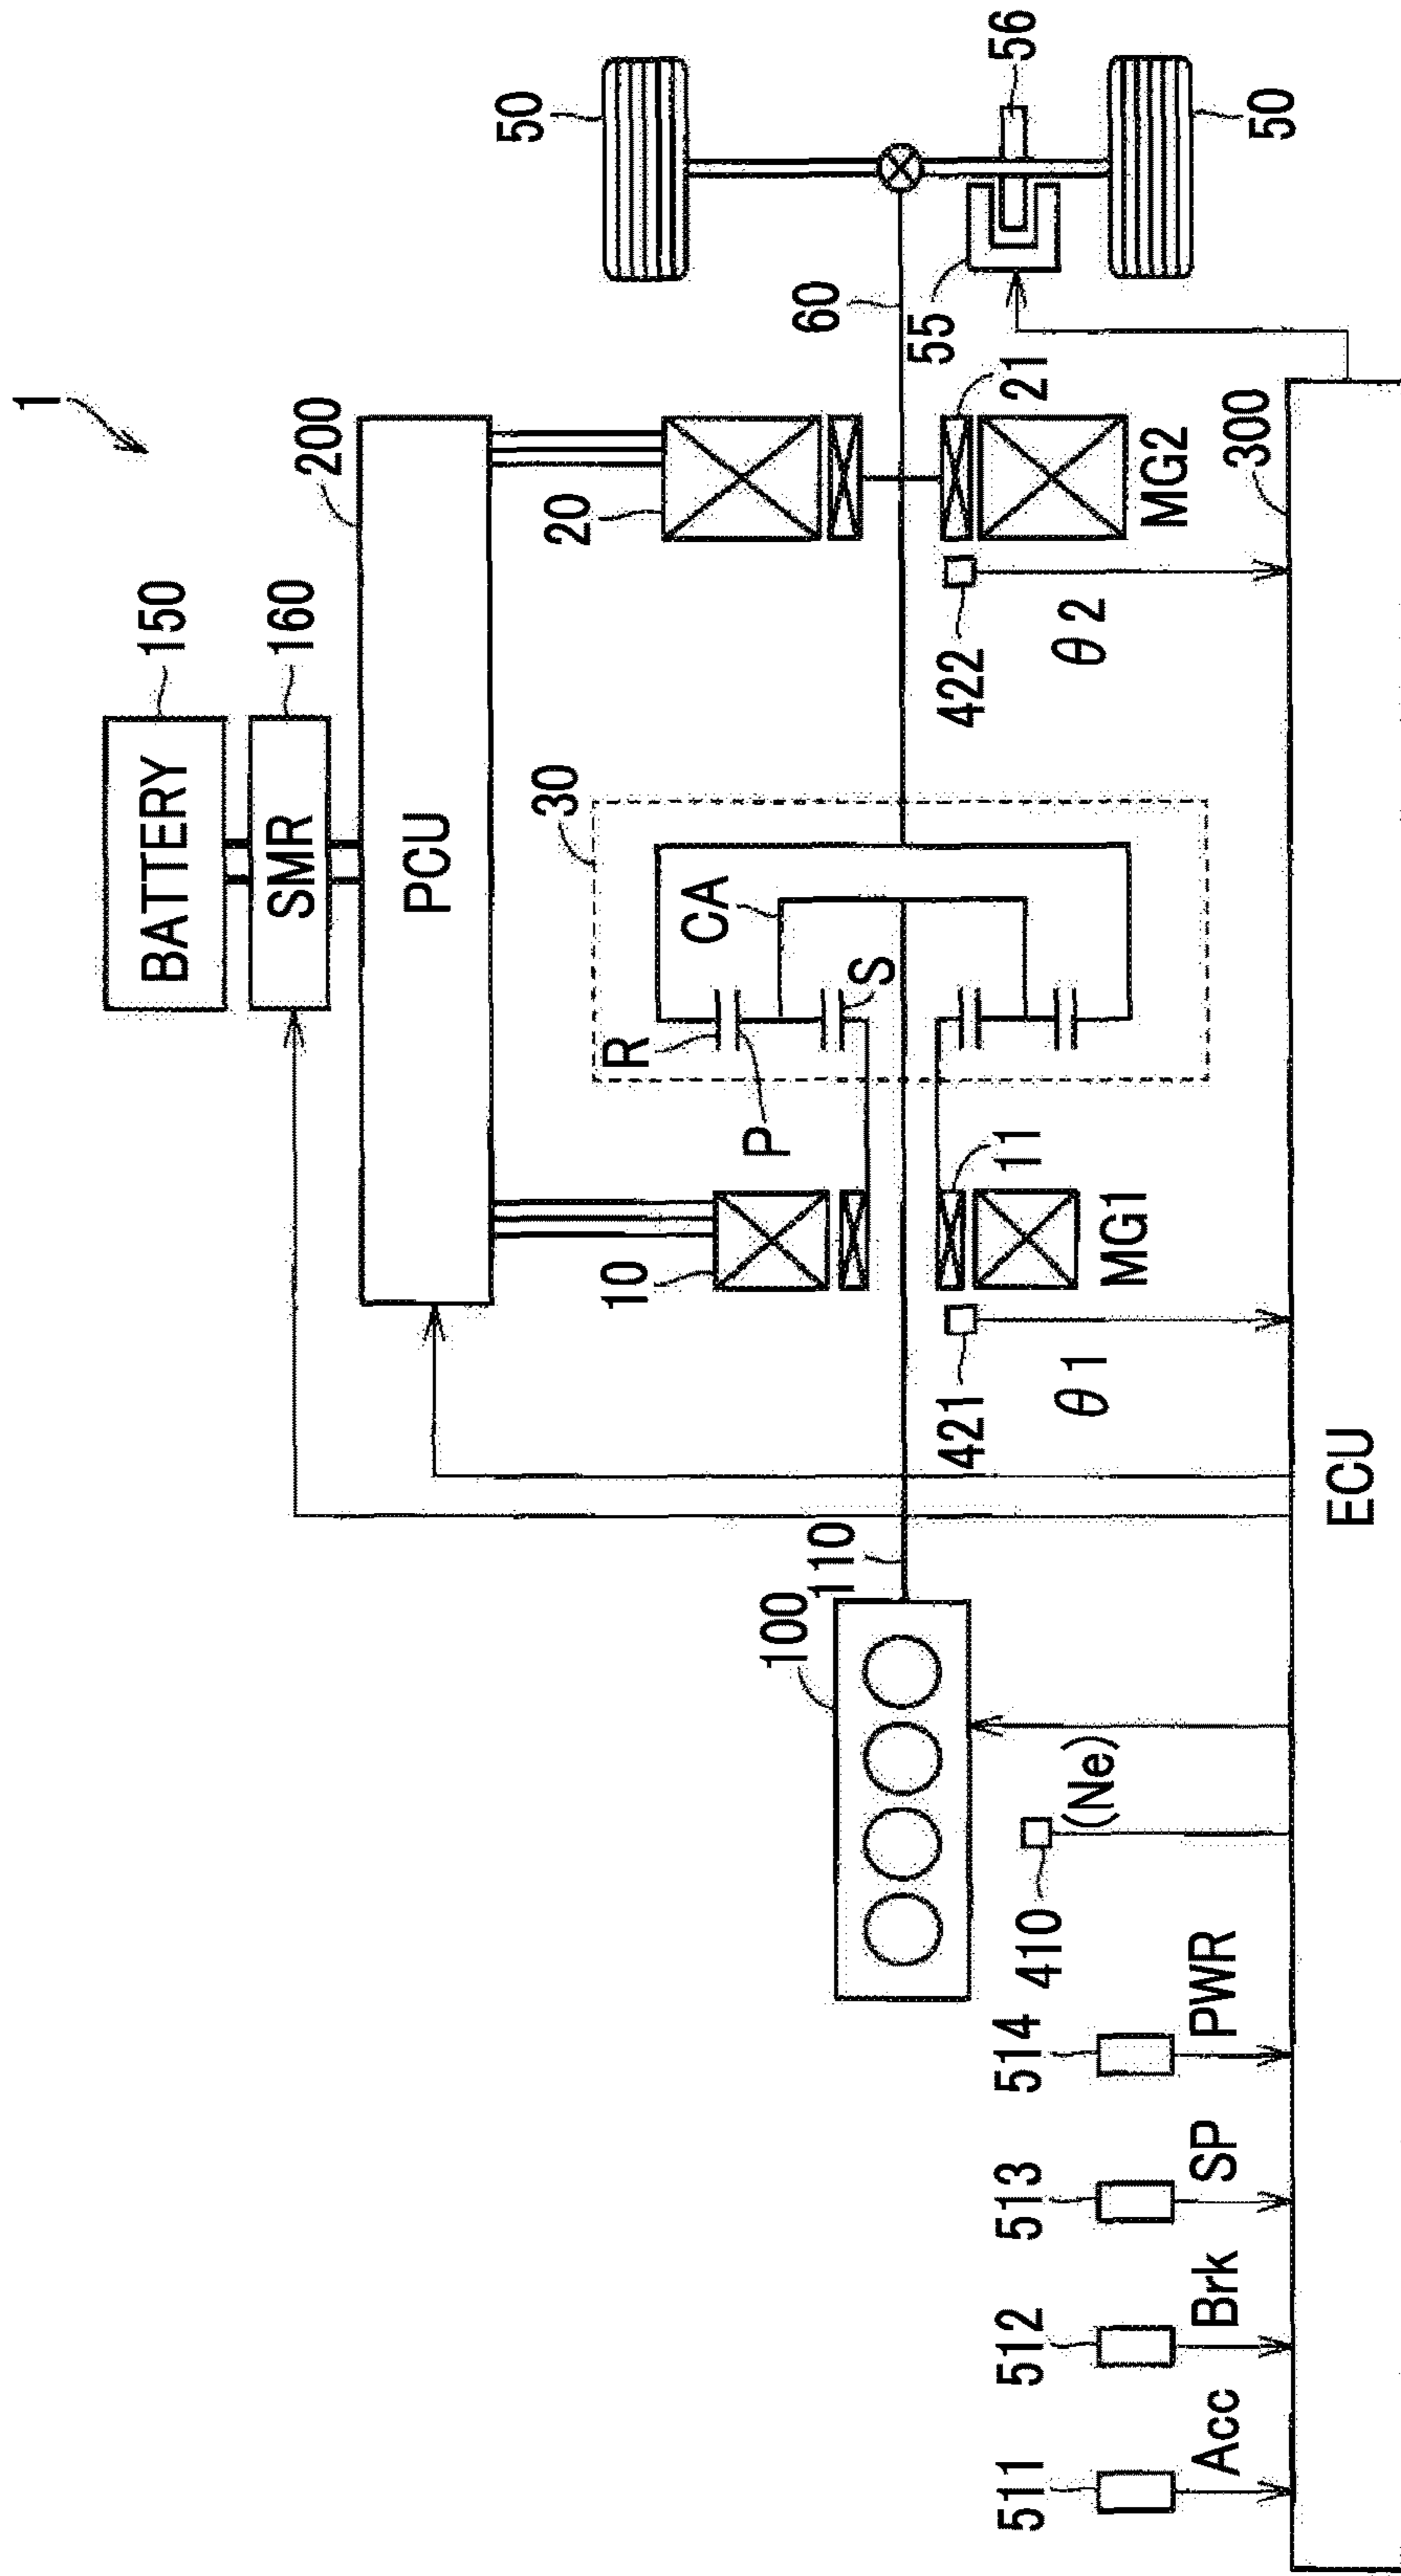 1
BATTERY
150
SMR
160
200
PCU
10
20
30
R
P
CA
S
11
MG1
21
MG2
421
θ1
422
θ2
50
60
55
56
50
100
110
410
(Ne)
511
Acc
512
Brk
513
SP
514
PWR
ECU
300